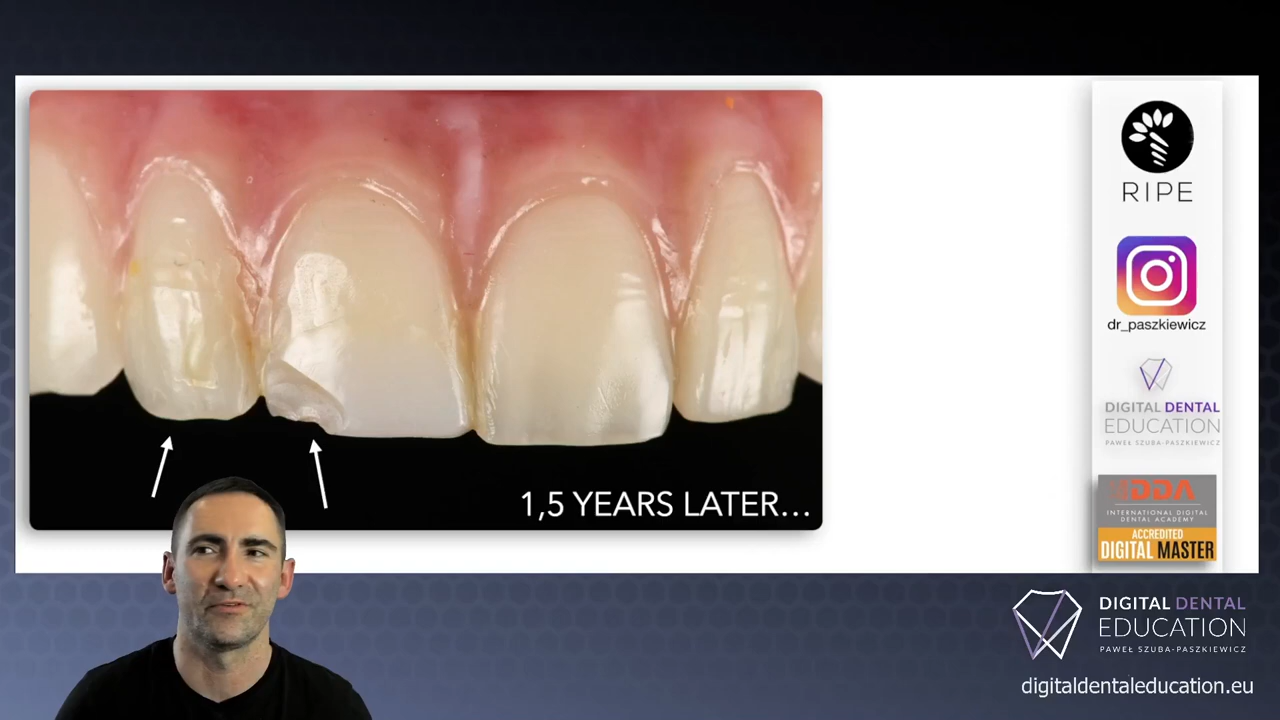 1,5 YEARS LATER...
RIPE
dr_paszkiewicz
DIGITAL DENTAL
EDUCATION
PAWEŁ SZUBA-PASZKIEWICZ
IDDA
INTERNATIONAL DIGITAL
DENTAL ACADEMY
ACCREDITED
DIGITAL MASTER
DIGITAL DENTAL
EDUCATION
PAWEŁ SZUBA-PASZKIEWICZ
digitaldentaleducation.eu